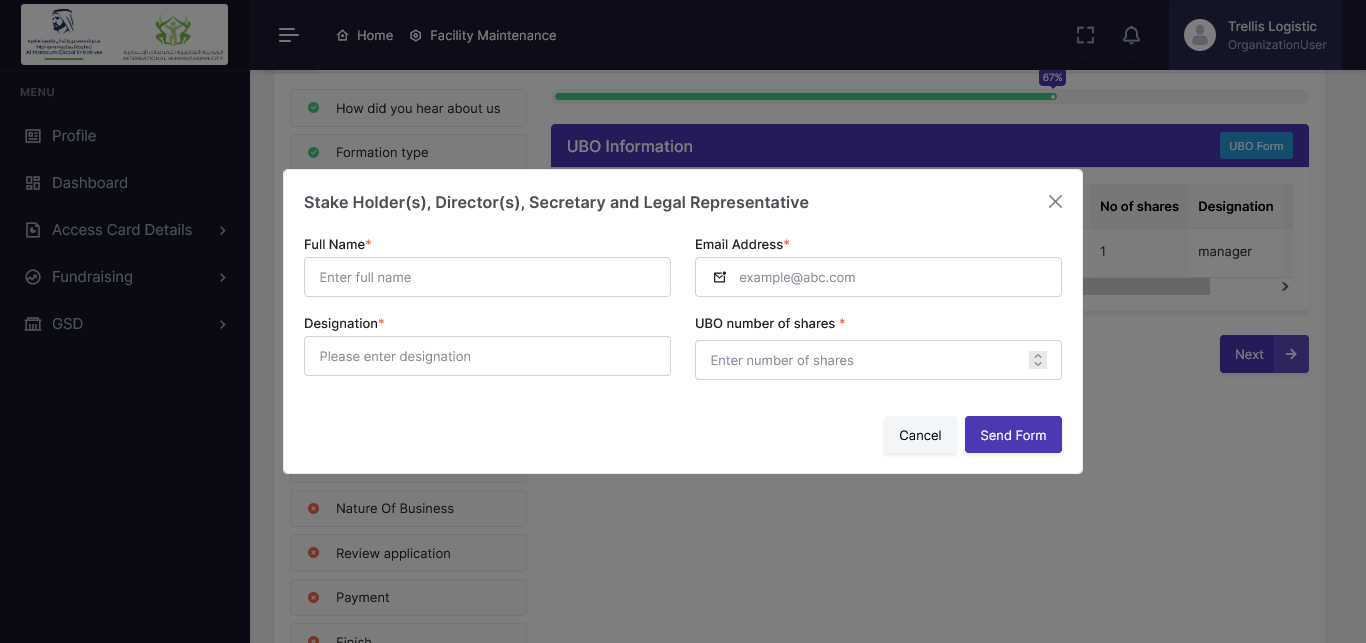 INTERNATIONAL HUMANITARIAN CITY
Home
Facility Maintenance
Trellis Logistic
OrganizationUser
MENU
Profile
Dashboard
Access Card Details
Fundraising
GSD
67%
How did you hear about us
Formation type
UBO Information
UBO Form
No of shares
Designation
1
manager
Next
Stake Holder(s), Director(s), Secretary and Legal Representative
Full Name*
Email Address*
Enter full name
example@abc.com
Designation*
UBO number of shares *
Please enter designation
Enter number of shares
Cancel
Send Form
Nature Of Business
Review application
Payment
Finish